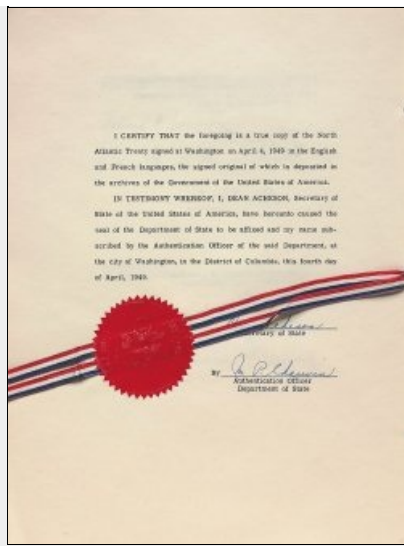 I CERTIFY THAT the foregoing is a true copy of the North
Atlantic Treaty signed at Washington on April 4, 1949 in the English
and French languages, the signed original of which is deposited in
the archives of the Government of the United States of America.
IN TESTIMONY WHEREOF, I, DEAN ACHESON, Secretary of
State of the United States of America, have hereunto caused the
seal of the Department of State to be affixed and my name sub-
scribed by the Authentication Officer of the said Department, at
the city of Washington, in the District of Columbia, this fourth day
of April, 1949.
Acheson
Secretary of State
By
Authentication Officer
Department of State